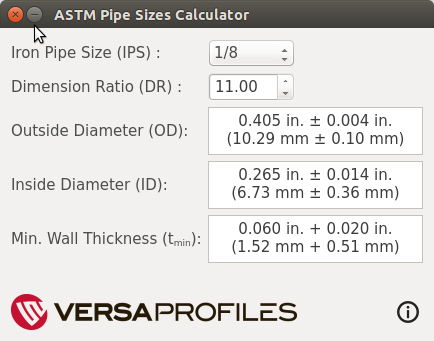 ASTM Pipe Sizes Calculator
Iron Pipe Size (IPS) : 1/8
Dimension Ratio (DR) : 11.00
Outside Diameter (OD): 0.405 in. ± 0.004 in.
(10.29 mm ± 0.10 mm)
Inside Diameter (ID): 0.265 in. ± 0.014 in.
(6.73 mm ± 0.36 mm)
Min. Wall Thickness (tmin): 0.060 in. + 0.020 in.
(1.52 mm + 0.51 mm)
VERSAPROFILES